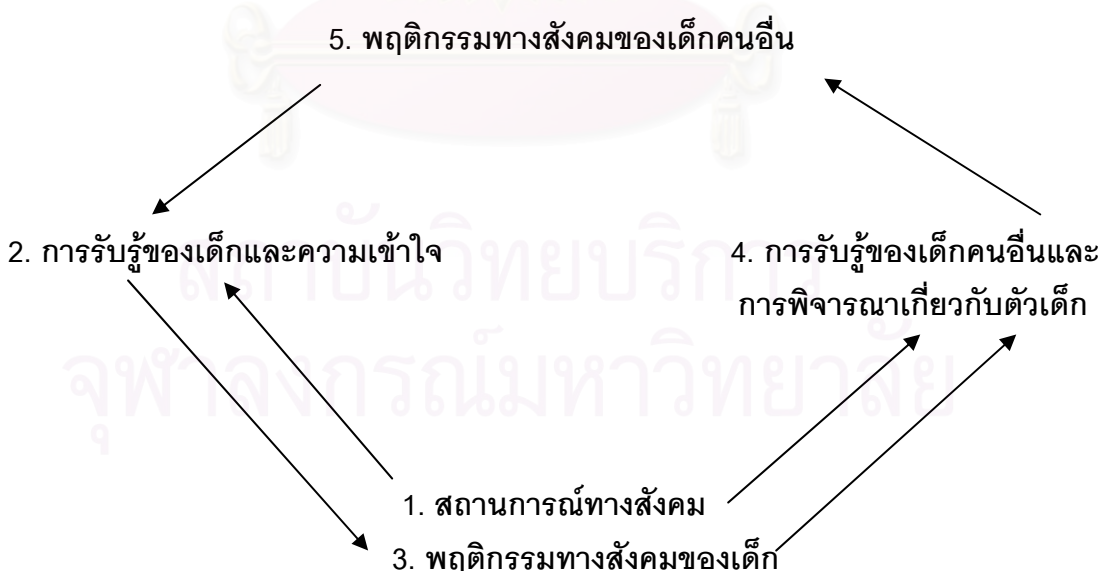 5. พฤติกรรมทางสังคมของเด็กคนอื่น
2. การรับรู้ของเด็กและความเข้าใจ
4. การรับรู้ของเด็กคนอื่นและ
การพิจารณาเกี่ยวกับตัวเด็ก
สถาบันวิทยบริการ
จุฬาลงกรณ์มหาวิทยาลัย
1. สถานการณ์ทางสังคม
3. พฤติกรรมทางสังคมของเด็ก